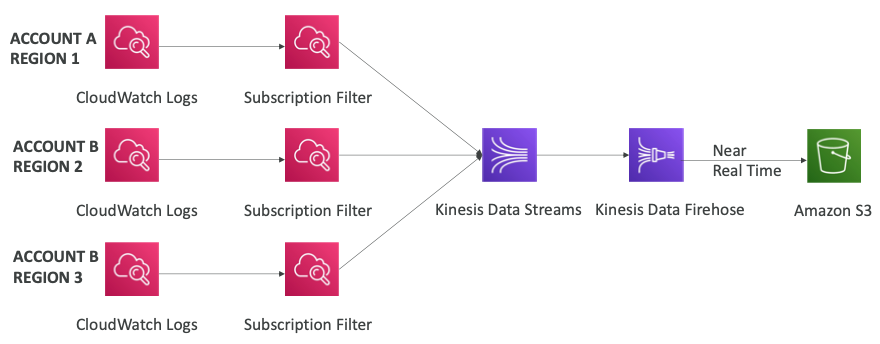 ACCOUNT A
REGION 1
CloudWatch Logs
Subscription Filter
ACCOUNT B
REGION 2
CloudWatch Logs
Subscription Filter
Kinesis Data Streams
Kinesis Data Firehose
Near
Real Time
Amazon S3
ACCOUNT B
REGION 3
CloudWatch Logs
Subscription Filter